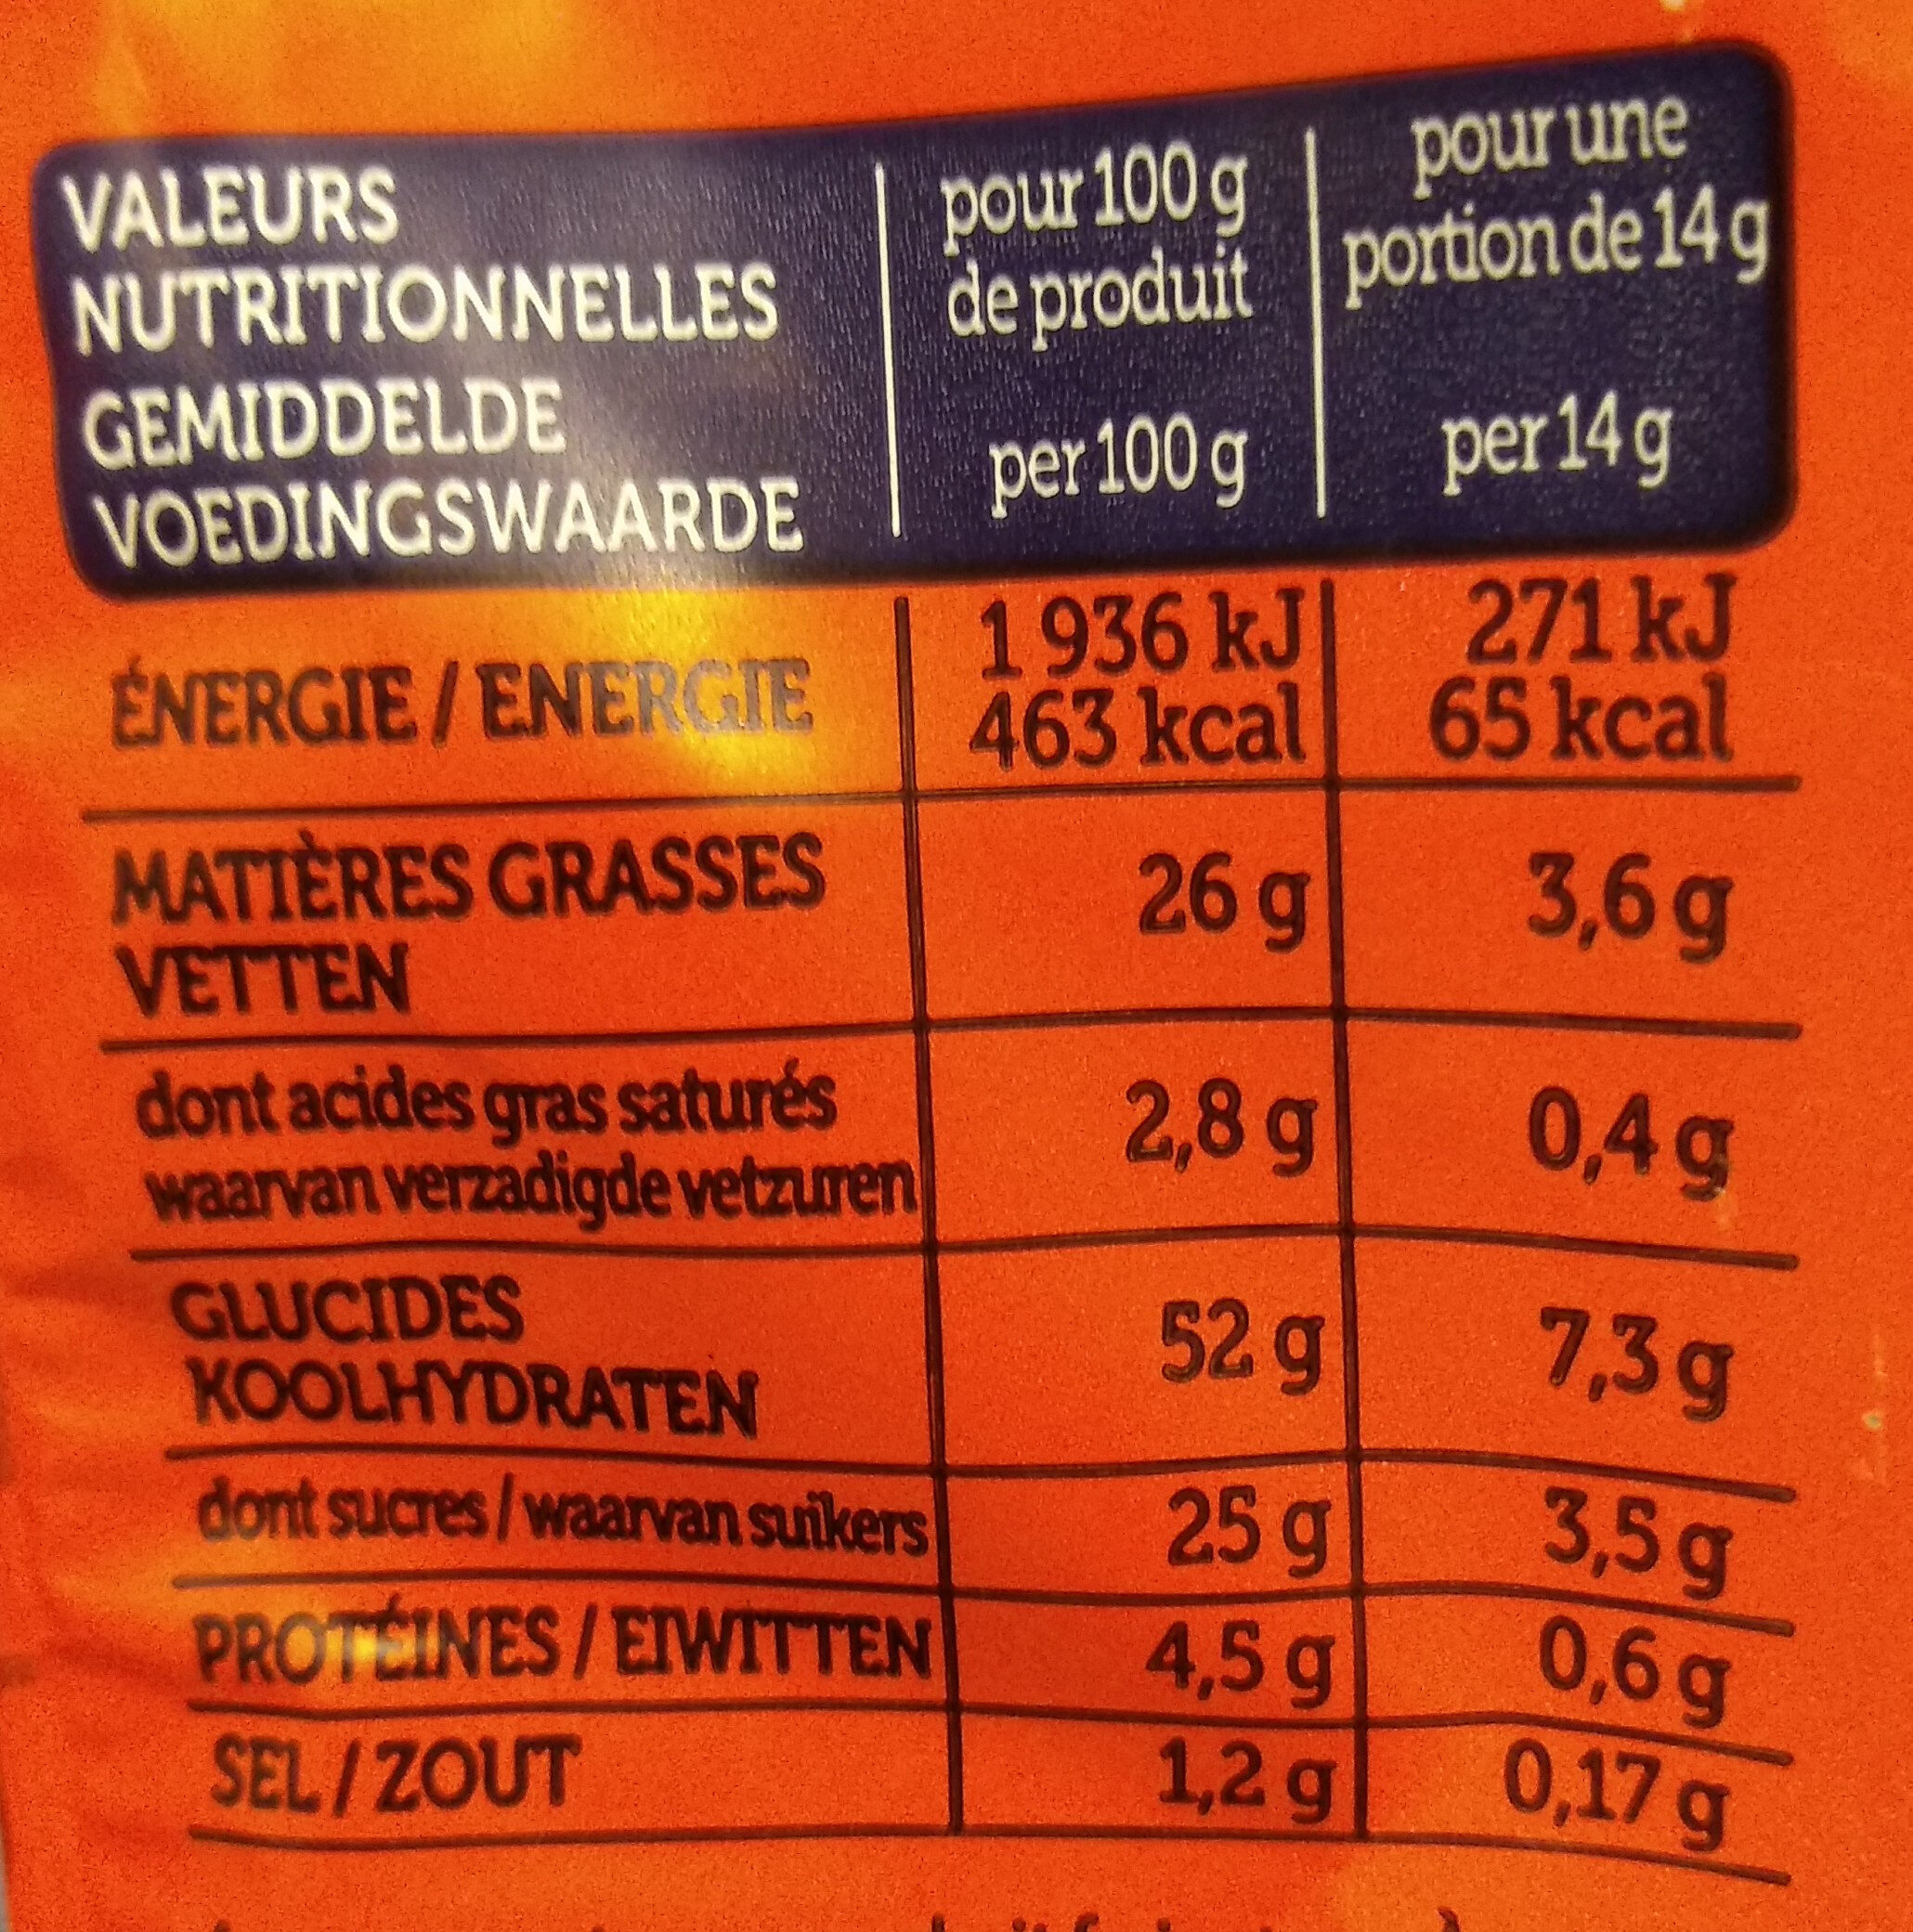 VALEURS
NUTRITIONNELLES
GEMIDDELDE
VOEDINGSWAARDE
pour 100 g
de produit
per 100 g
pour une
portion de 14 g
per 14 g
ÉNERGIE / ENERGIE
1 936 kJ
463 kcal
271 kJ
65 kcal
MATIÈRES GRASSES
VETTEN
26 g
3,6 g
dont acides gras saturés
waarvan verzadigde vetzuren
2,8 g
0,4 g
GLUCIDES
KOOLHYDRATEN
52 g
7,3 g
dont sucres / waarvan suikers
25 g
3,5 g
PROTÉINES / EIWITTEN
4,5 g
0,6 g
SEL / ZOUT
1,2 g
0,17 g